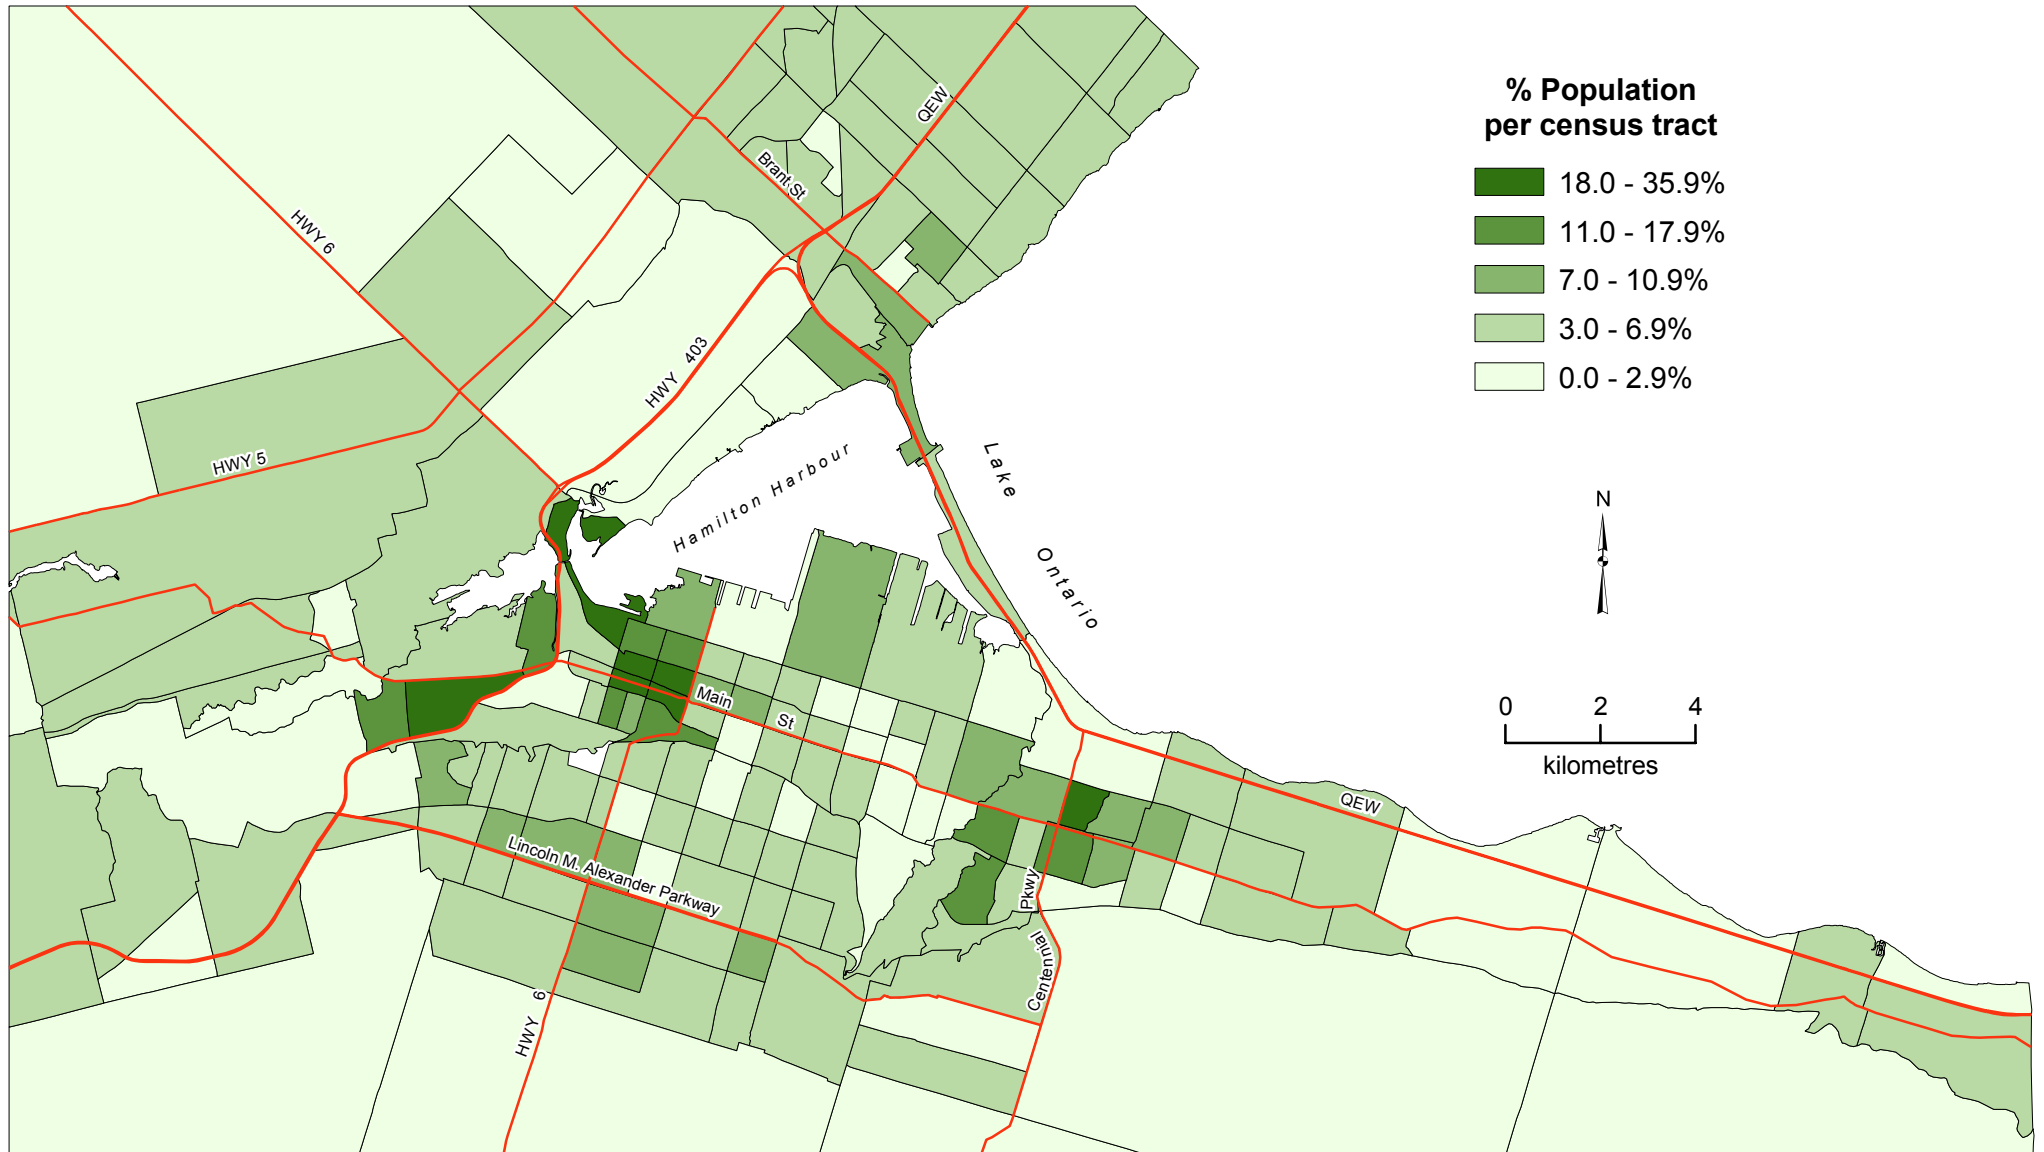 % Population
per census tract
18.0 - 35.9%
11.0 - 17.9%
7.0 - 10.9%
3.0 - 6.9%
0.0 - 2.9%
QEW
Brant St
HWY 6
HWY 403
HWY 5
Hamilton Harbour
Lake
Ontario
N
0 2 4
kilometres
Main St
QEW
Lincoln M. Alexander Parkway
Centennial Pkwy
HWY 6